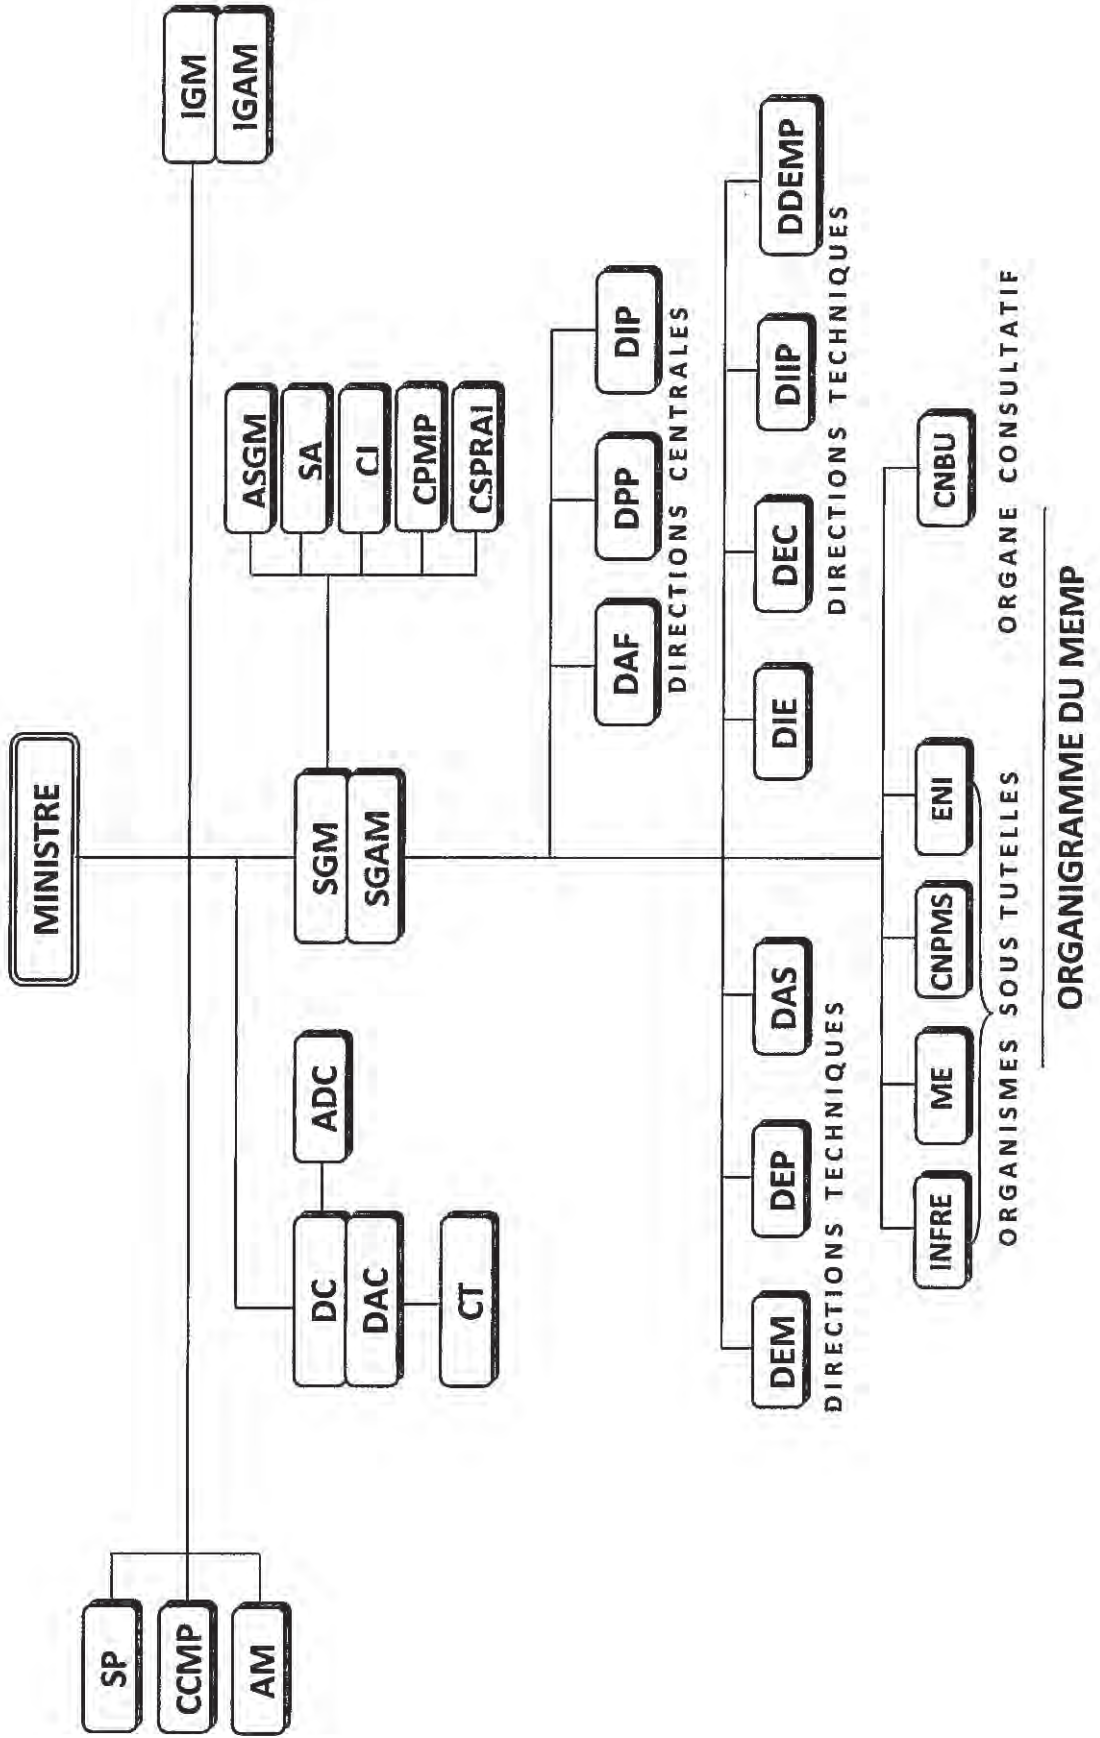 MINISTRE
SP
CCMP
AM
IGM
IGAM
DC
DAC
ADC
CT
SGM
SGAM
ASGM
SA
CI
CPMP
CSPRAI
DAF
DPP
DIP
DIRECTIONS CENTRALES
DEM
DEP
DAS
DIE
DEC
DIIP
DDEMP
DIRECTIONS TECHNIQUES
DIRECTIONS TECHNIQUES
INFRE
ME
CNPMS
ENI
CNBU
ORGANISMES SOUS TUTELLES
ORGANE CONSULTATIF
ORGANIGRAMME DU MEMP